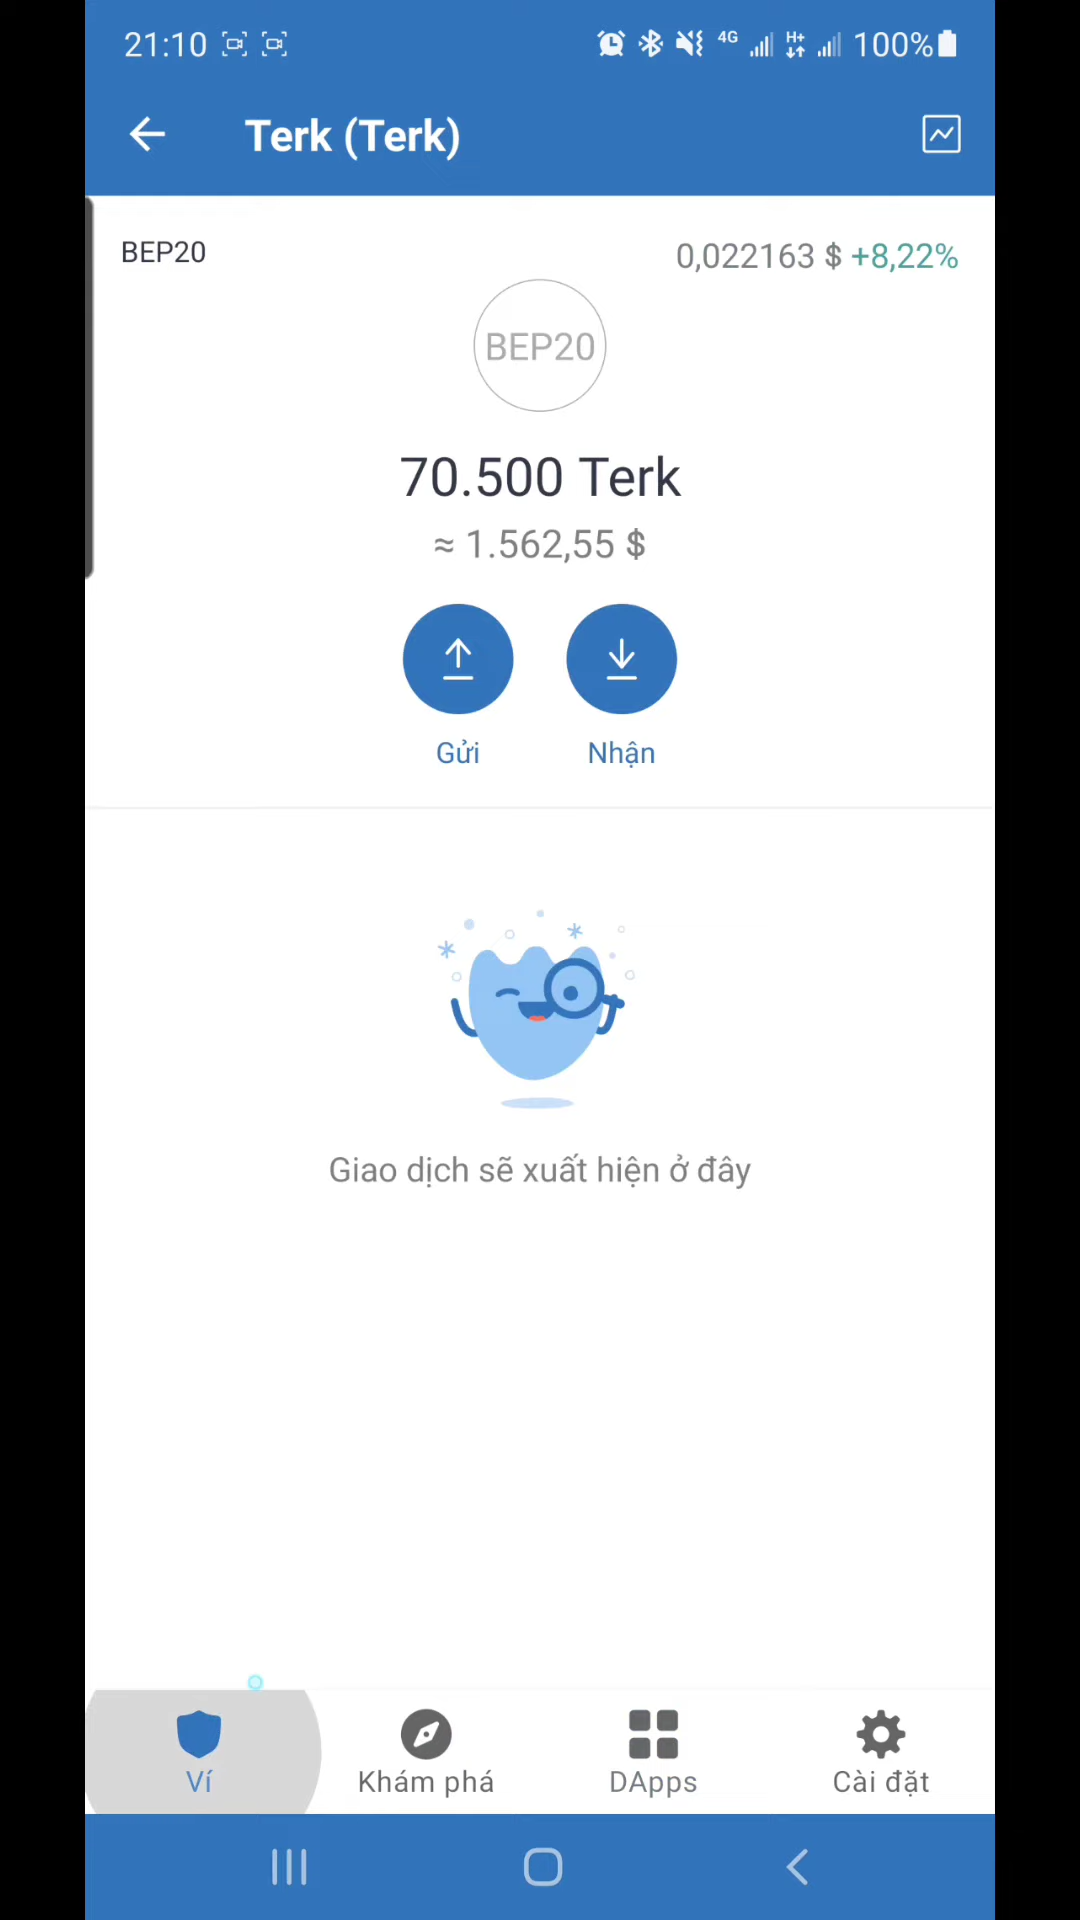 21:10 4G H+ 100%
Terk (Terk)
BEP20 0,022163 $ +8,22%
BEP20
70.500 Terk
≈ 1.562,55 $
Gửi Nhận
Giao dịch sẽ xuất hiện ở đây
Ví Khám phá DApps Cài đặt